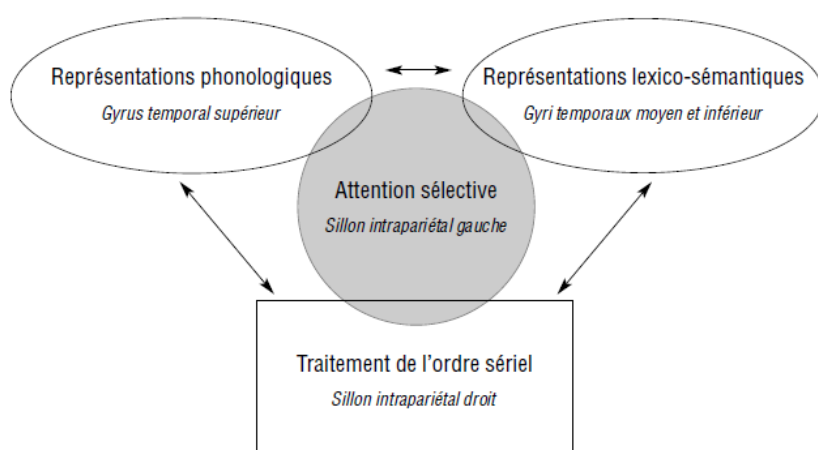 Représentations phonologiques
Gyrus temporal supérieur
Représentations lexico-sémantiques
Gyri temporaux moyen et inférieur
Attention sélective
Sillon intrapariétal gauche
Traitement de l'ordre sériel
Sillon intrapariétal droit